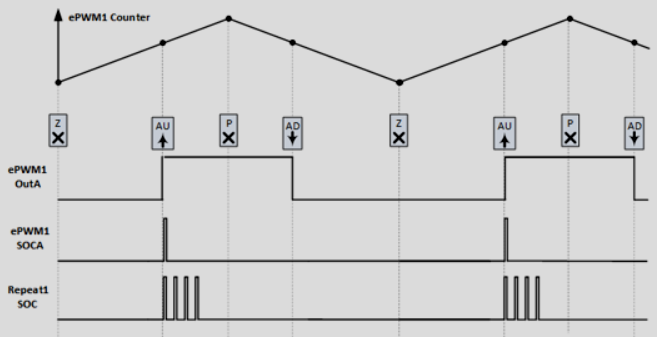 ePWM1 Counter
Z AU P AD Z AU P AD
ePWM1
OutA
ePWM1
SOCA
Repeat1
SOC